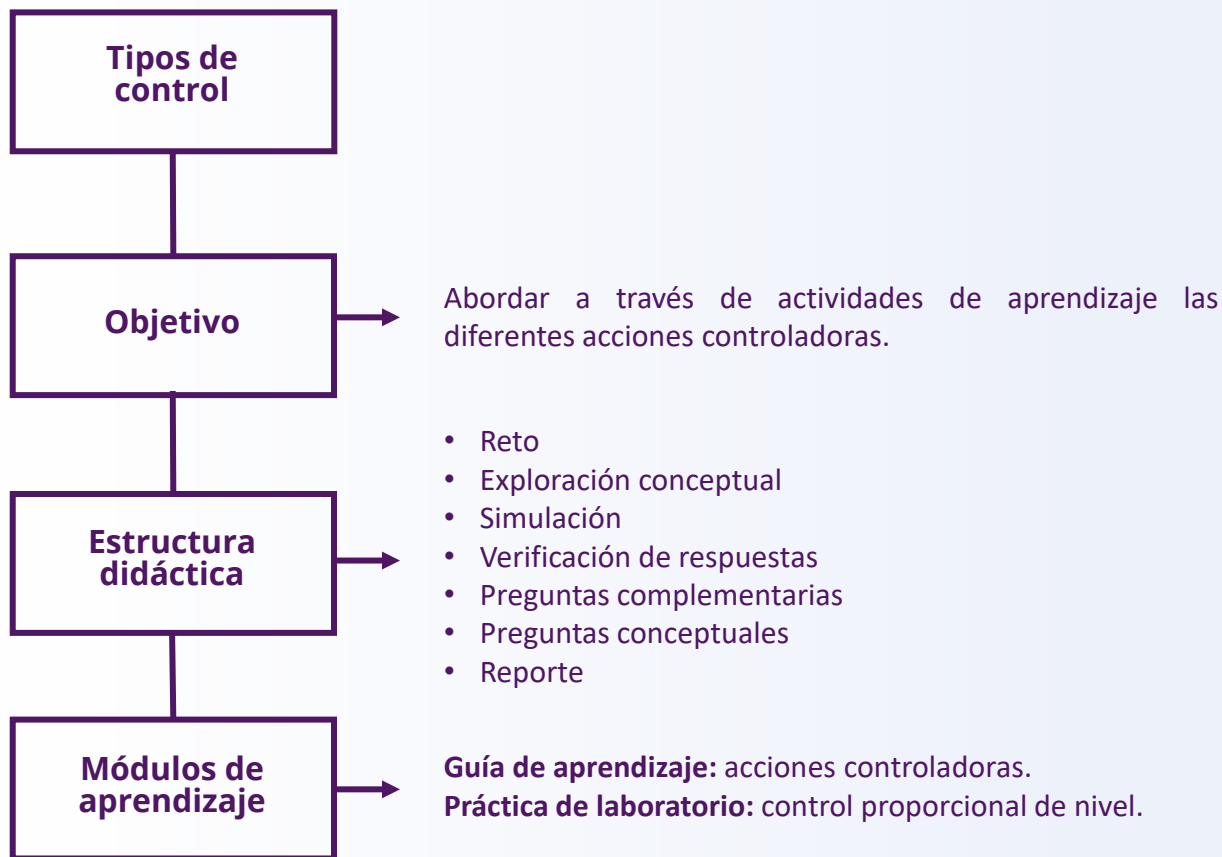 Tipos de
control
Objetivo
Abordar a través de actividades de aprendizaje las
diferentes acciones controladoras.
Estructura
didáctica
• Reto
• Exploración conceptual
• Simulación
• Verificación de respuestas
• Preguntas complementarias
• Preguntas conceptuales
• Reporte
Módulos de
aprendizaje
Guía de aprendizaje: acciones controladoras.
Práctica de laboratorio: control proporcional de nivel.